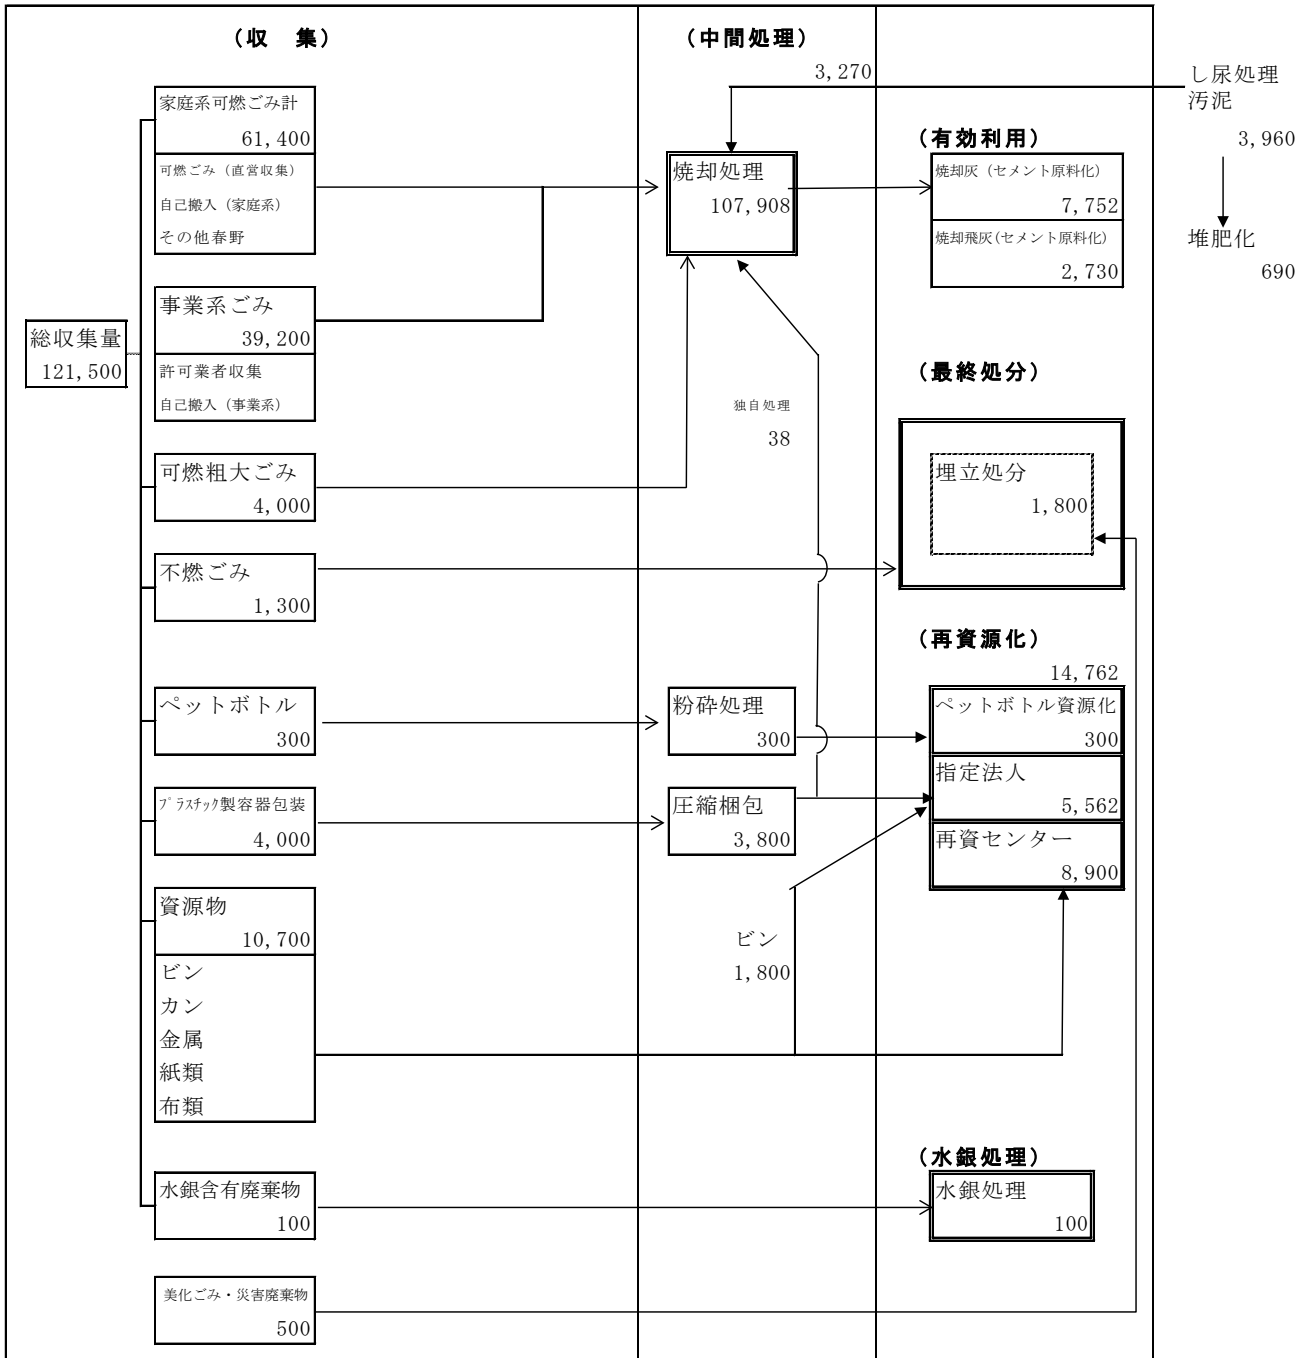 （収　集）
（中間処理）
3,270
し尿処理
汚泥
3,960
堆肥化
690
総収集量
121,500
家庭系可燃ごみ計
61,400
可燃ごみ（直営収集）
自己搬入（家庭系）
その他春野
事業系ごみ
39,200
許可業者収集
自己搬入（事業系）
可燃粗大ごみ
4,000
不燃ごみ
1,300
ペットボトル
300
プラスチック製容器包装
4,000
資源物
10,700
ビン
カン
金属
紙類
布類
水銀含有廃棄物
100
美化ごみ・災害廃棄物
500
焼却処理
107,908
独自処理
38
粉砕処理
300
圧縮梱包
3,800
ビン
1,800
（有効利用）
焼却灰（セメント原料化）
7,752
焼却飛灰(セメント原料化)
2,730
（最終処分）
埋立処分
1,800
（再資源化）
14,762
ペットボトル資源化
300
指定法人
5,562
再資センター
8,900
（水銀処理）
水銀処理
100